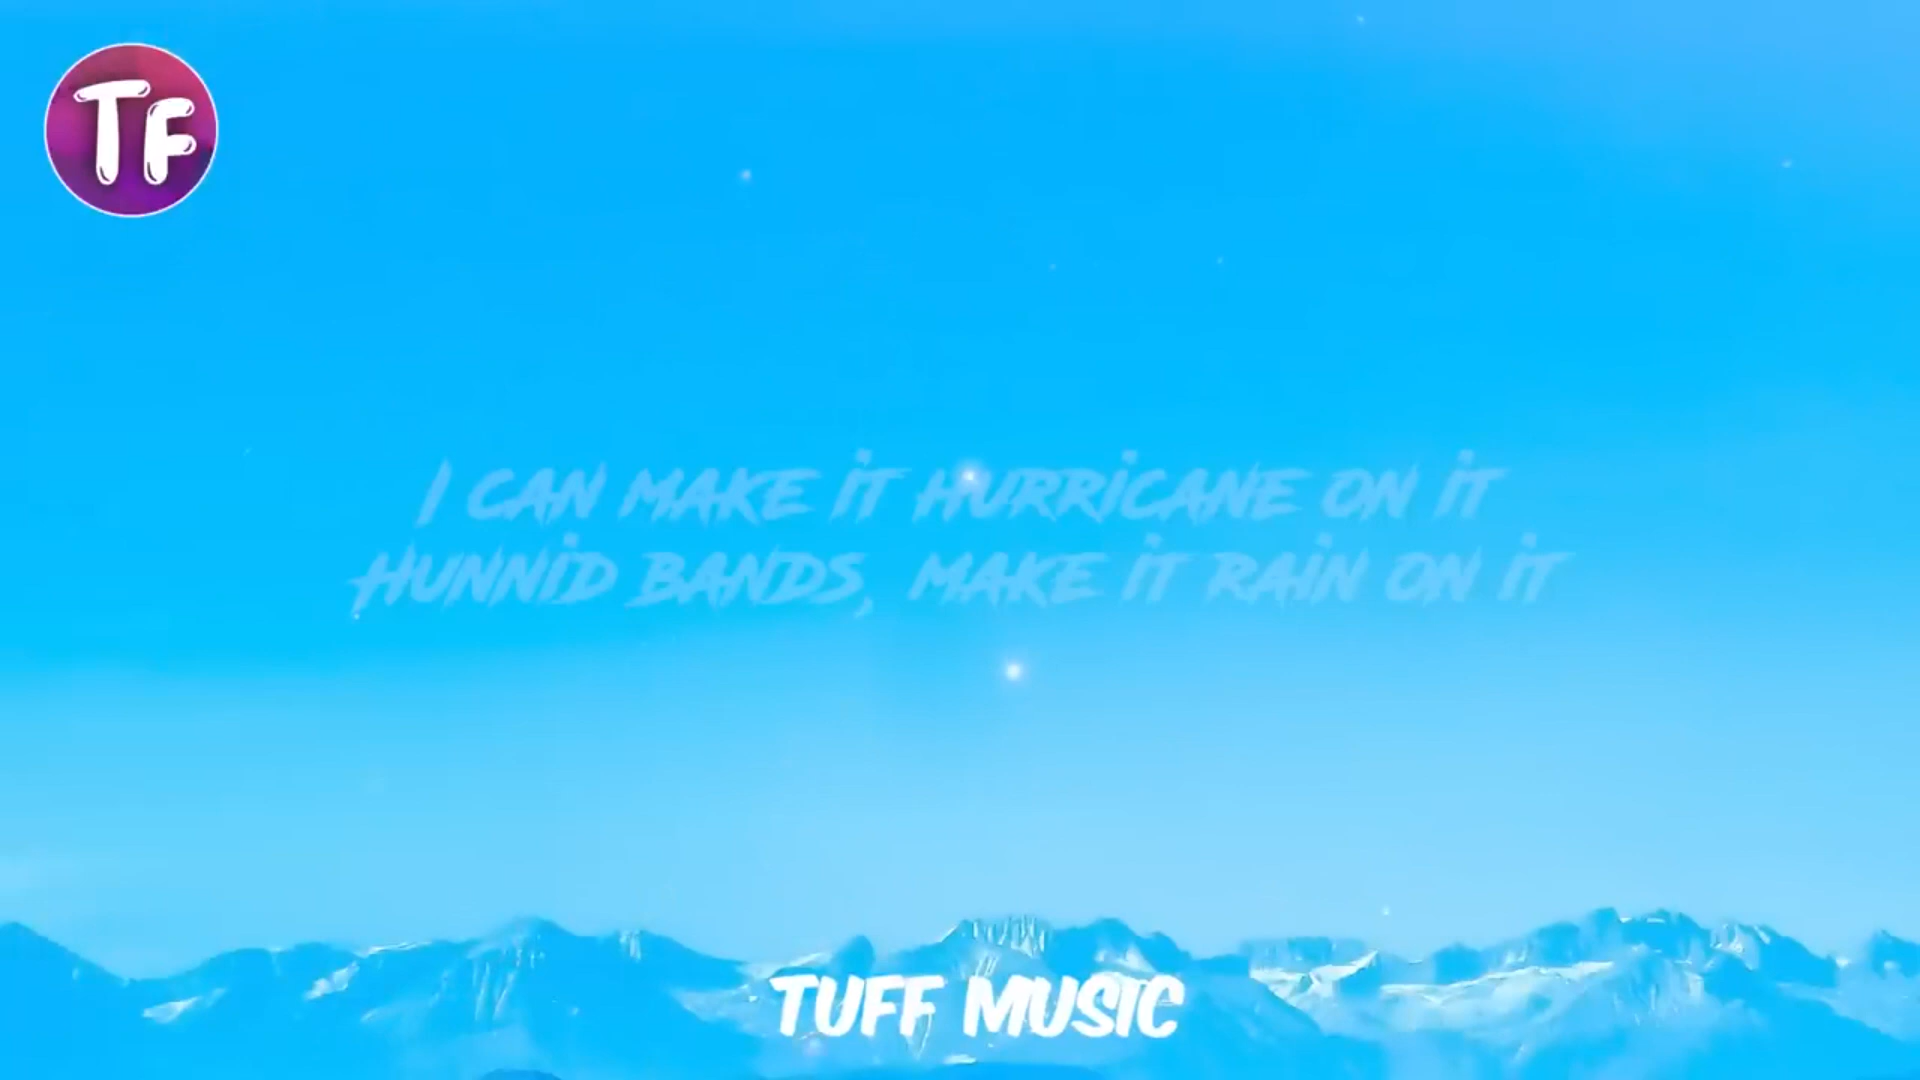 TF
I CAN MAKE IT HURRICANE ON IT
HUNNID BANDS, MAKE IT RAIN ON IT
TUFF MUSIC